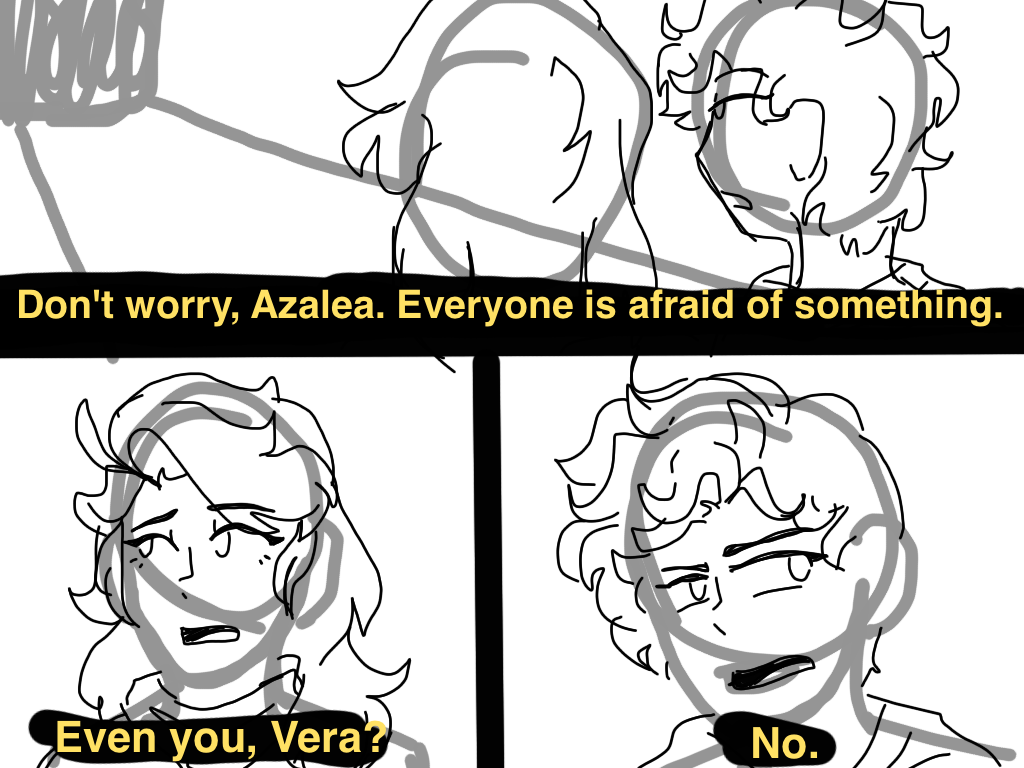 Don't worry, Azalea. Everyone is afraid of something.
Even you, Vera?
No.